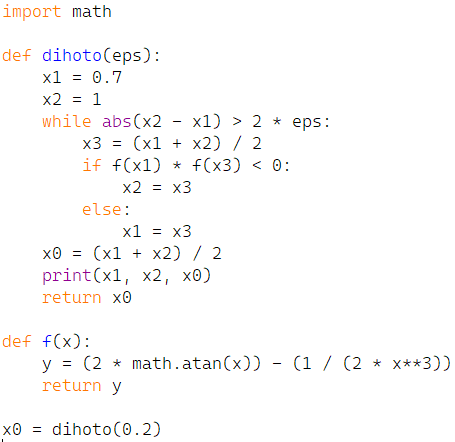 import math

def dihoto(eps):
    x1 = 0.7
    x2 = 1
    while abs(x2 - x1) > 2 * eps:
        x3 = (x1 + x2) / 2
        if f(x1) * f(x3) < 0:
            x2 = x3
        else:
            x1 = x3
    x0 = (x1 + x2) / 2
    print(x1, x2, x0)
    return x0

def f(x):
    y = (2 * math.atan(x)) - (1 / (2 * x**3))
    return y

x0 = dihoto(0.2)